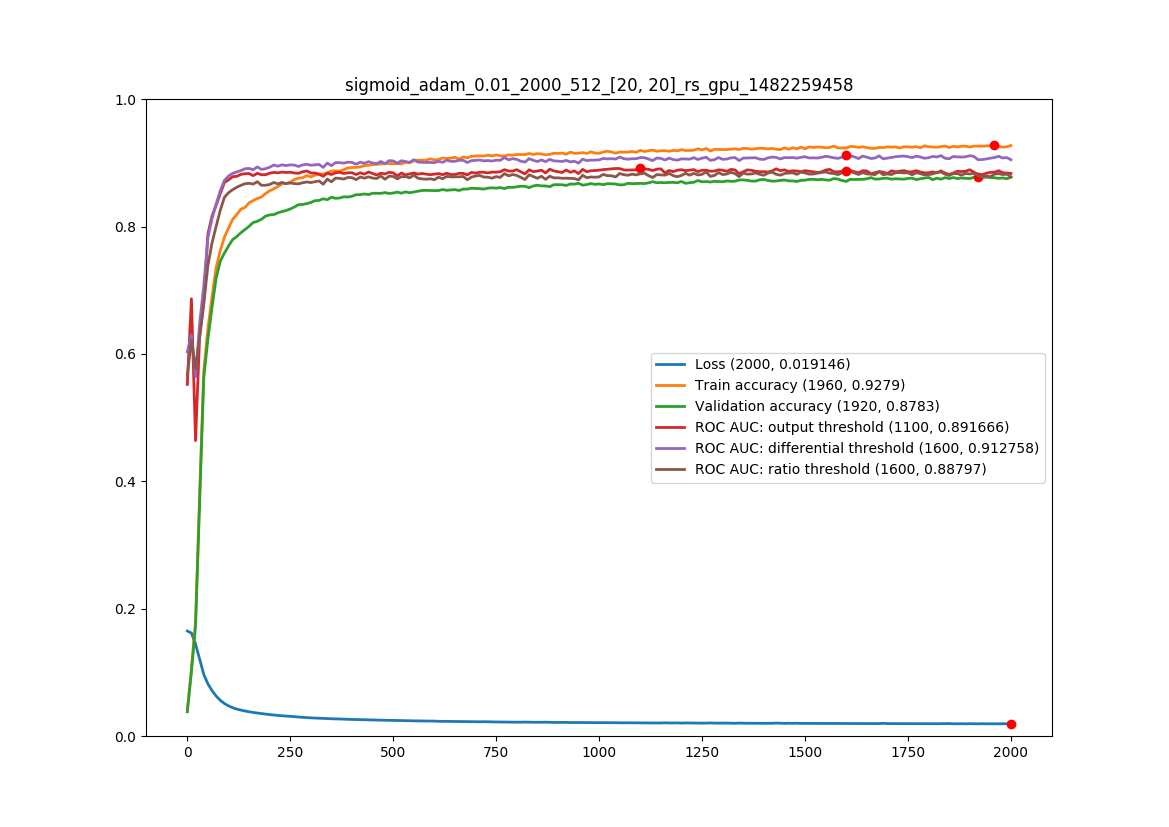 sigmoid_adam_0.01_2000_512_[20, 20]_rs_gpu_1482259458
1.0
0.8
0.6
0.4
0.2
0.0
Loss (2000, 0.019146)
Train accuracy (1960, 0.9279)
Validation accuracy (1920, 0.8783)
ROC AUC: output threshold (1100, 0.891666)
ROC AUC: differential threshold (1600, 0.912758)
ROC AUC: ratio threshold (1600, 0.88797)
0 250 500 750 1000 1250 1500 1750 2000